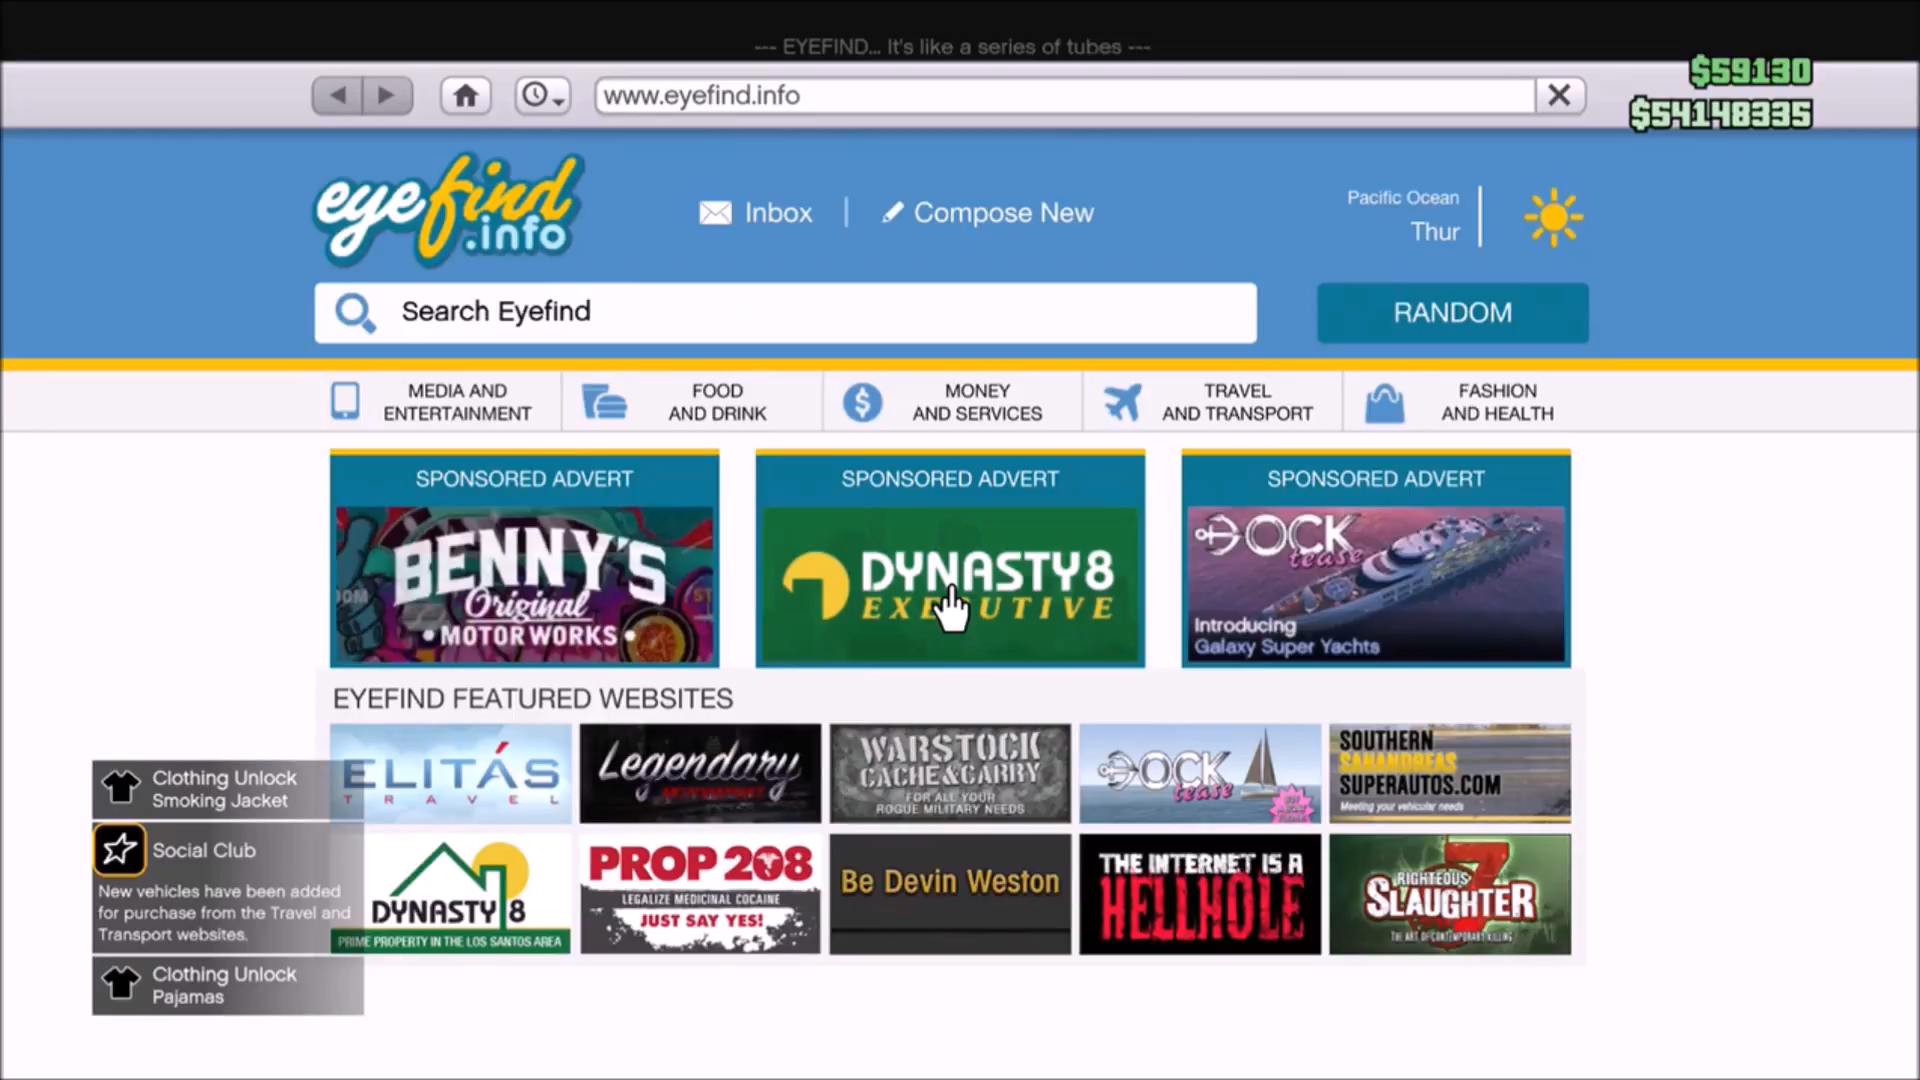 --- EYEFIND... It's like a series of tubes ---
www.eyefind.info
$59130
$54148335
eyefind
.info
Inbox
Compose New
Pacific Ocean
Thur
Search Eyefind
RANDOM
MEDIA AND
ENTERTAINMENT
FOOD
AND DRINK
MONEY
AND SERVICES
TRAVEL
AND TRANSPORT
FASHION
AND HEALTH
SPONSORED ADVERT
BENNY'S
Original
MOTOR WORKS
SPONSORED ADVERT
DYNASTY8
EXECUTIVE
SPONSORED ADVERT
DOCK
tease
Introducing
Galaxy Super Yachts
EYEFIND FEATURED WEBSITES
ELITÁS
TRAVEL
Legendary
MOTORSPORT
WARSTOCK
CACHE&CARRY
FOR ALL YOUR
ROGUE MILITARY NEEDS
DOCK
tease
SOUTHERN
SANANDREAS
SUPERAUTOS.COM
Meeting your vehicular needs
DYNASTY 8
PRIME PROPERTY IN THE LOS SANTOS AREA
PROP 208
LEGALIZE MEDICINAL COCAINE
JUST SAY YES!
Be Devin Weston
THE INTERNET IS A
HELLHOLE
RIGHTEOUS
SLAUGHTER
7
THE ART OF CONTEMPORARY KILLING
Clothing Unlock
Smoking Jacket
Social Club
New vehicles have been added
for purchase from the Travel and
Transport websites.
Clothing Unlock
Pajamas